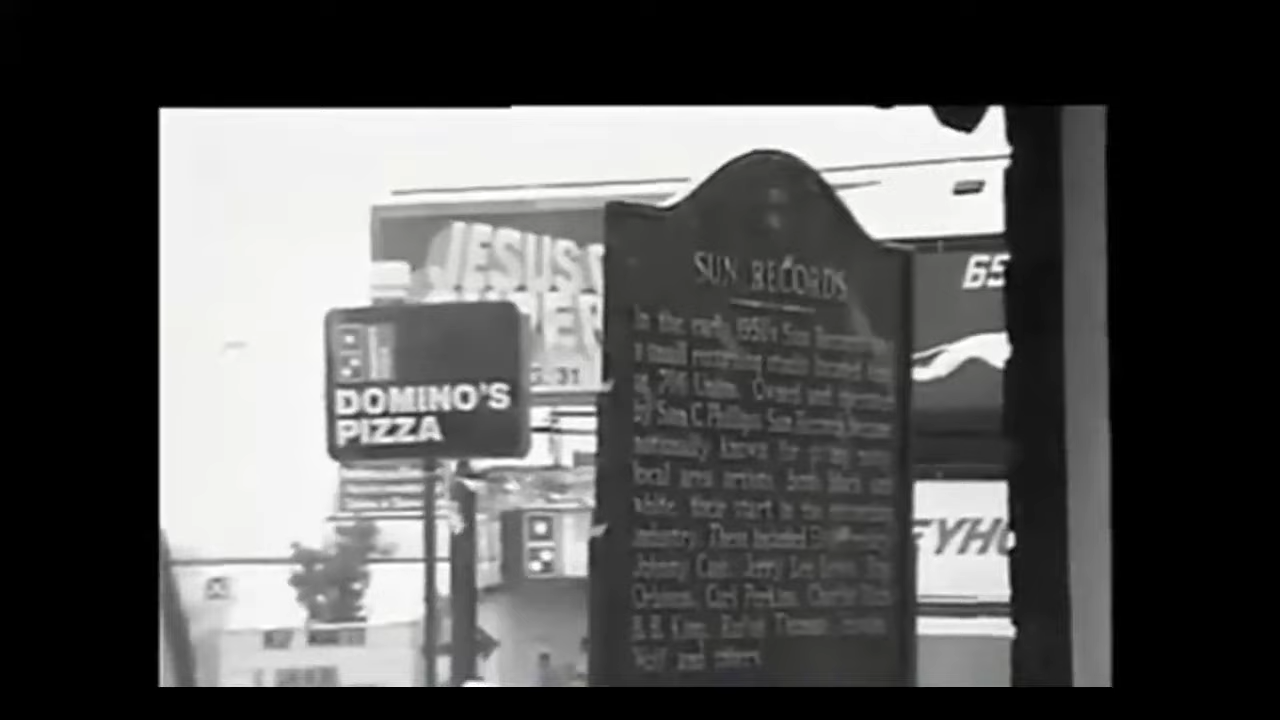 JESUS
65
DOMINO'S
PIZZA
31
SUN RECORDS
In the early 1950's Sun
a small recording studio located
at 706 Union. Owned and operated
by Sam C. Phillips, Sun
nationally known for giving many
local area artists, both black and
white, their start in the
industry. These included
Johnny Cash, Jerry Lee Lewis, Roy
Orbison, Carl Perkins, Charlie Rich
B.B. King, Rufus Thomas,
Wolf and others.